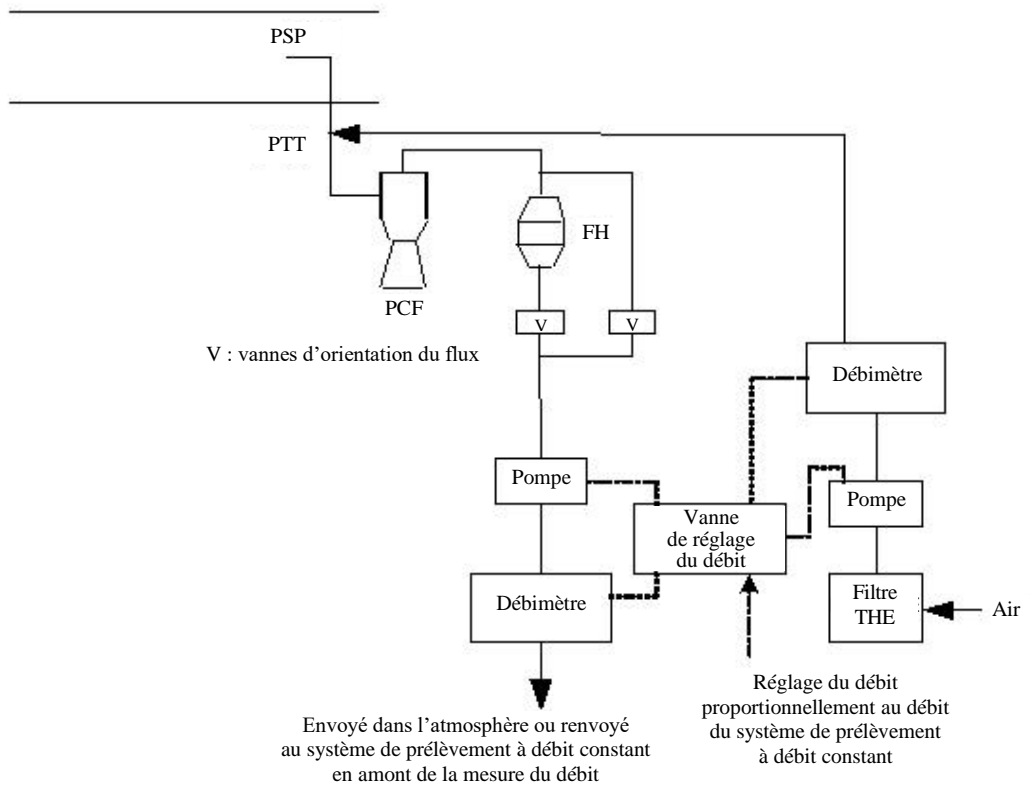 PSP
PTT
FH
PCF
V
V
V : vannes d’orientation du flux
Débimètre
Pompe
Pompe
Vanne
de réglage
du débit
Débimètre
Filtre
THE
Air
Envoyé dans l’atmosphère ou renvoyé
au système de prélèvement à débit constant
en amont de la mesure du débit
Réglage du débit
proportionnellement au débit
du système de prélèvement
à débit constant